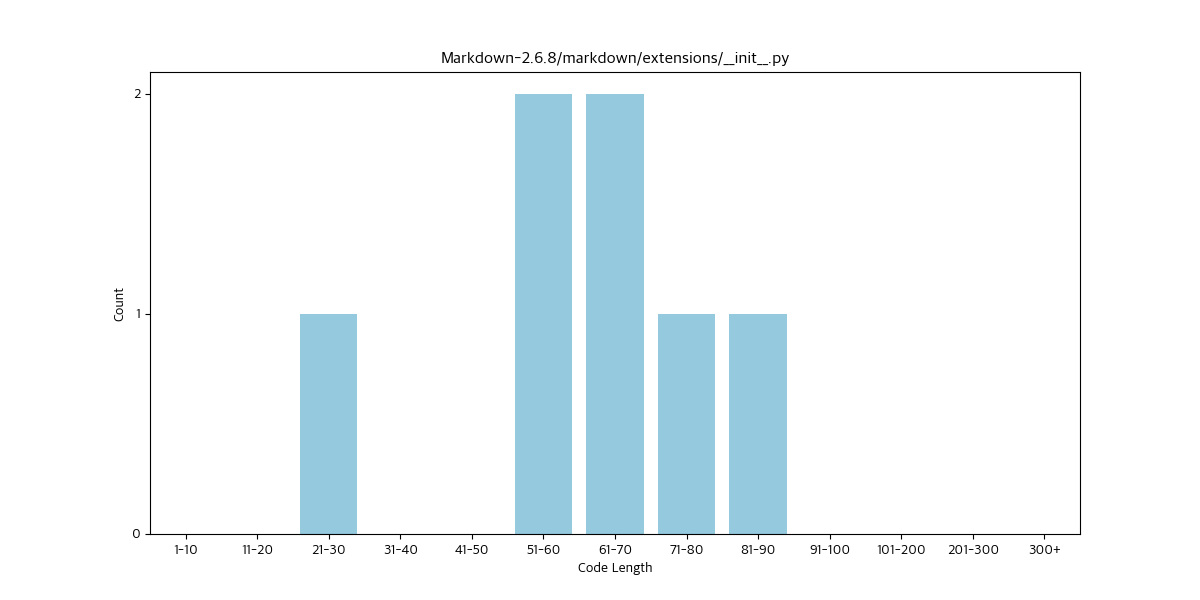 Markdown-2.6.8/markdown/extensions/__init__.py
2
1
0
Count
1-10 11-20 21-30 31-40 41-50 51-60 61-70 71-80 81-90 91-100 101-200 201-300 300+
Code Length